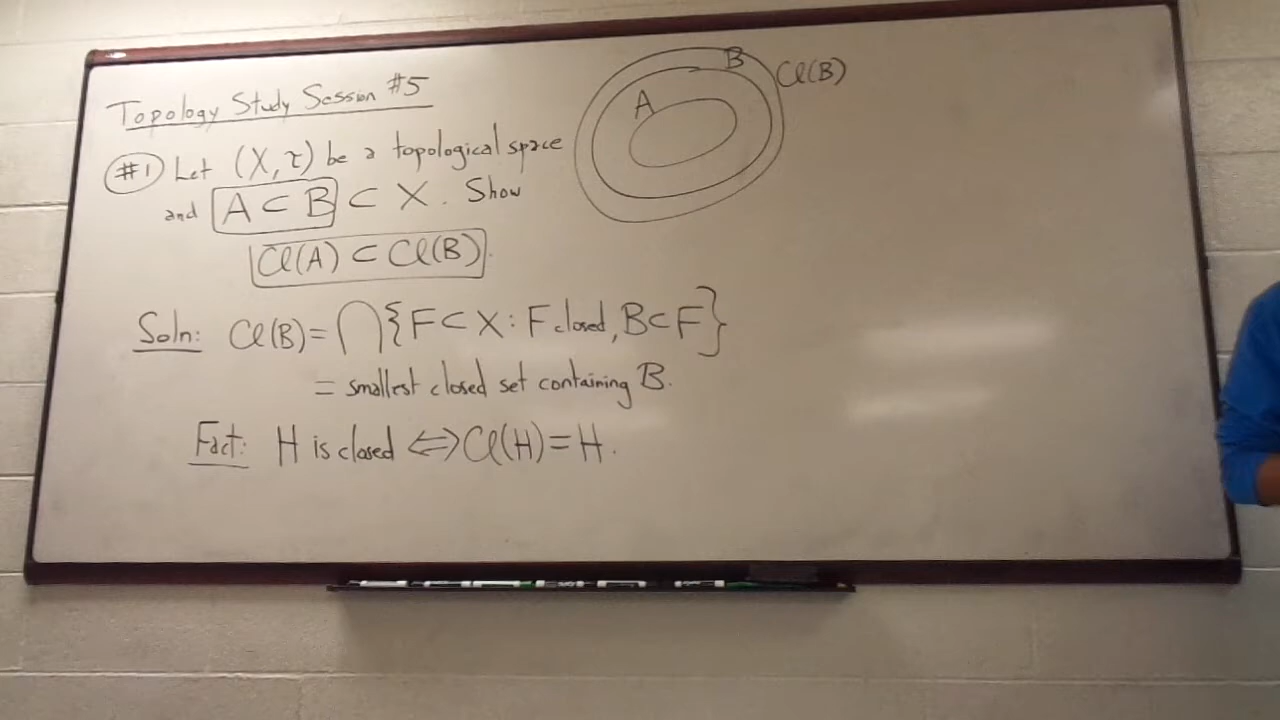 Topology Study Session #5
#1 Let (X, τ) be a topological space
and A ⊂ B ⊂ X. Show
Cl(A) ⊂ Cl(B).
Soln: Cl(B) = ⋂{F ⊂ X : F closed, B ⊂ F}
= smallest closed set containing B.
Fact: H is closed ⟺ Cl(H) = H.
A
B
Cl(B)